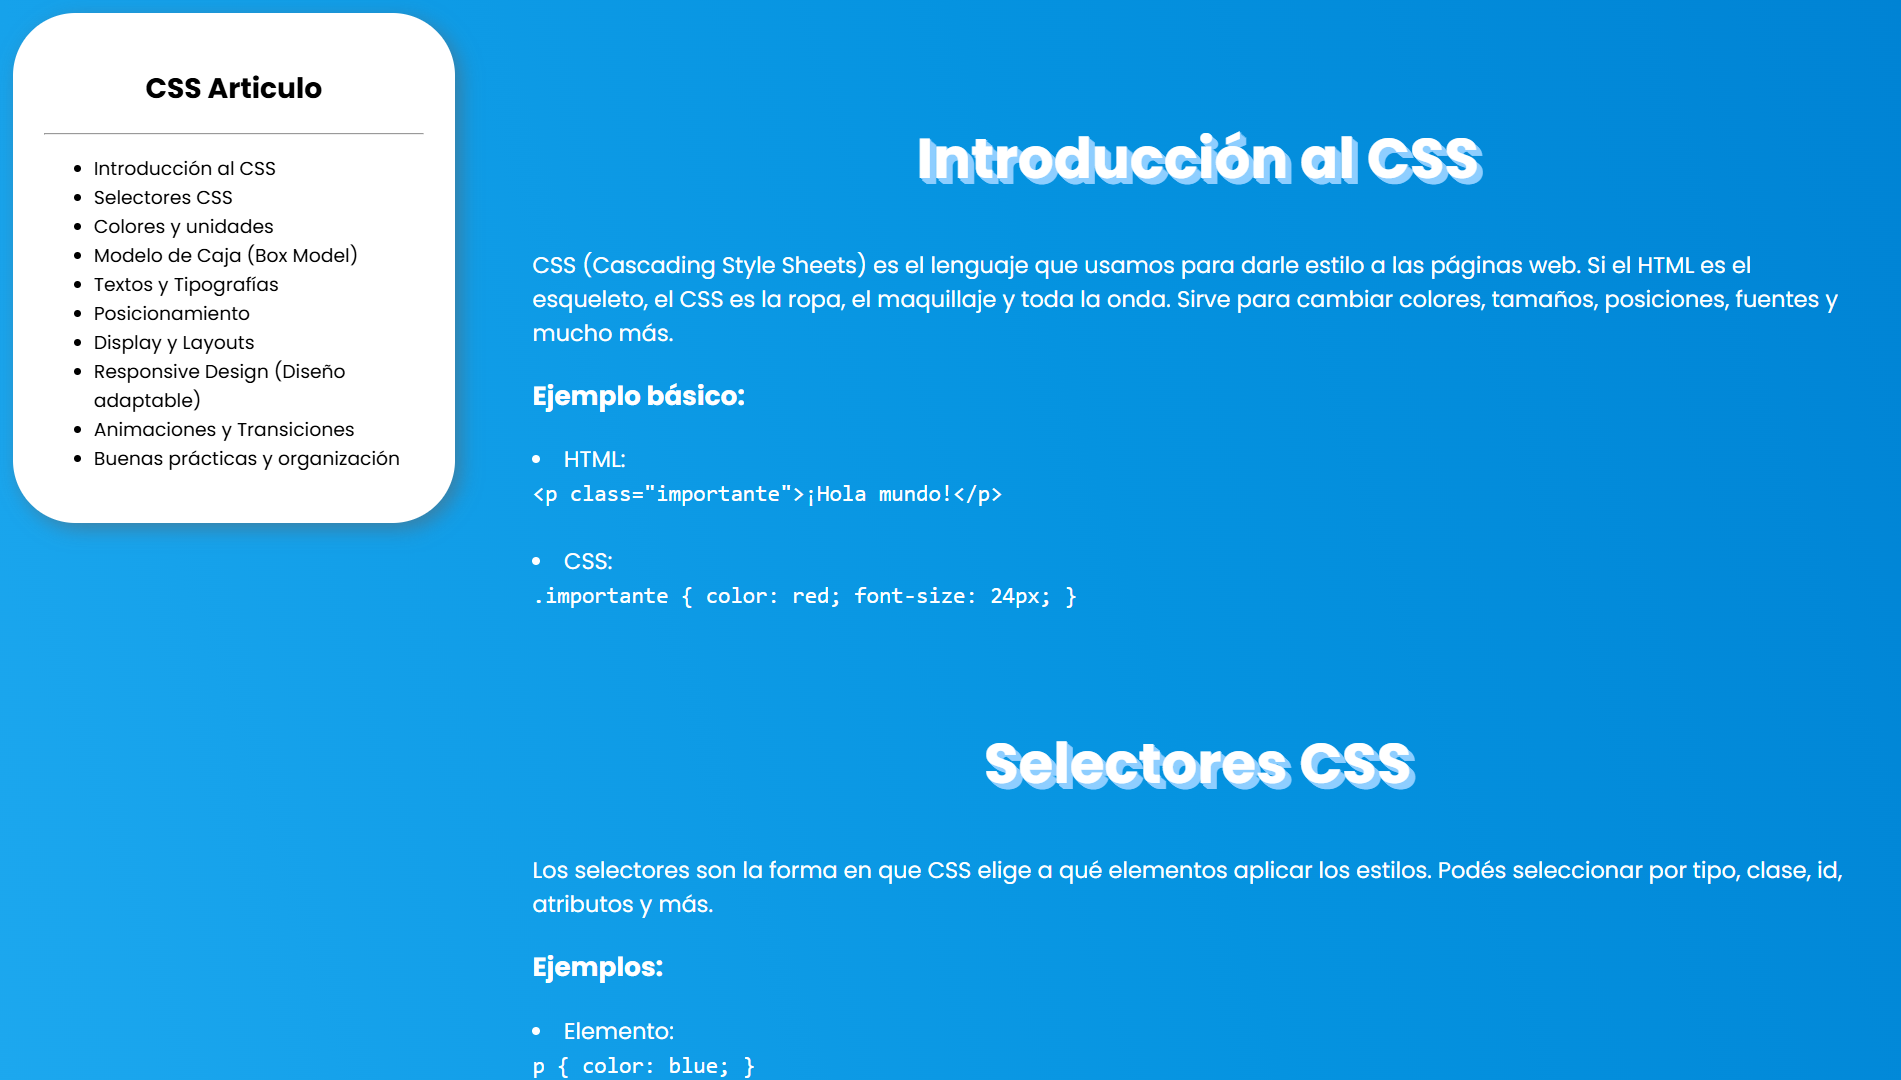 CSS Articulo
• Introducción al CSS
• Selectores CSS
• Colores y unidades
• Modelo de Caja (Box Model)
• Textos y Tipografías
• Posicionamiento
• Display y Layouts
• Responsive Design (Diseño
adaptable)
• Animaciones y Transiciones
• Buenas prácticas y organización
Introducción al CSS
CSS (Cascading Style Sheets) es el lenguaje que usamos para darle estilo a las páginas web. Si el HTML es el
esqueleto, el CSS es la ropa, el maquillaje y toda la onda. Sirve para cambiar colores, tamaños, posiciones, fuentes y
mucho más.
Ejemplo básico:
• HTML:
<p class="importante">¡Hola mundo!</p>
• CSS:
.importante { color: red; font-size: 24px; }
Selectores CSS
Los selectores son la forma en que CSS elige a qué elementos aplicar los estilos. Podés seleccionar por tipo, clase, id,
atributos y más.
Ejemplos:
• Elemento:
p { color: blue; }